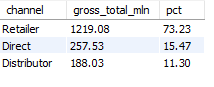 channel gross_total_mln pct
Retailer 1219.08 73.23
Direct 257.53 15.47
Distributor 188.03 11.30